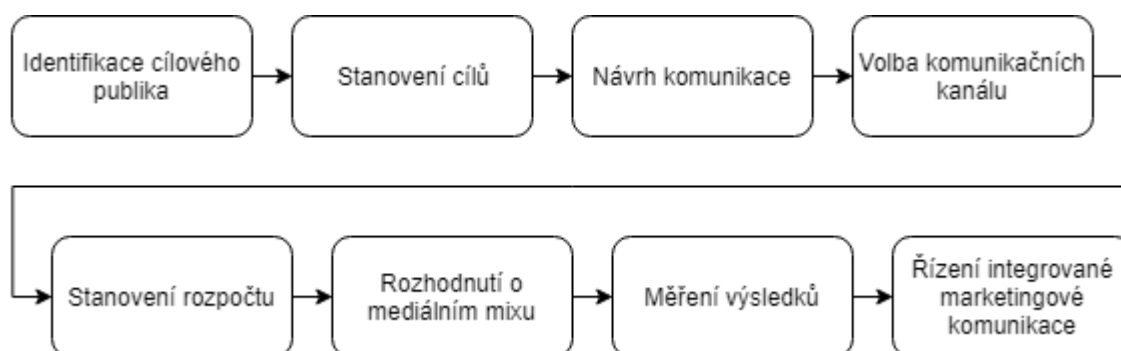 Identifikace cílového
publika
Stanovení cílů
Návrh komunikace
Volba komunikačních
kanálu
Stanovení rozpočtu
Rozhodnutí o
mediálním mixu
Měření výsledků
Řízení integrované
marketingové
komunikace